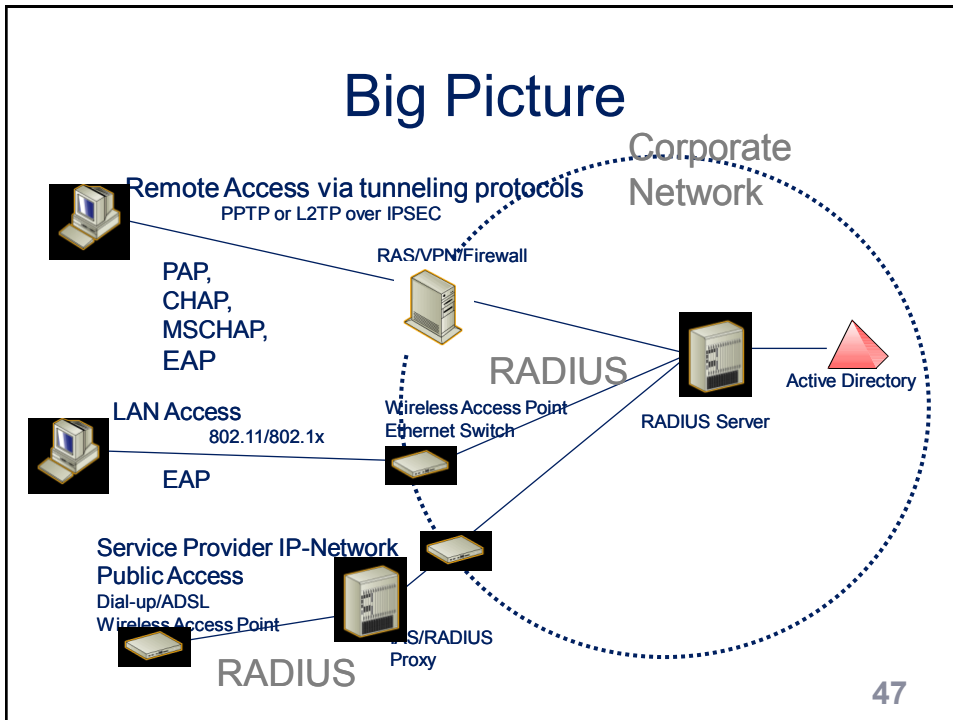 Big Picture
Corporate
Network
Remote Access via tunneling protocols
PPTP or L2TP over IPSEC
RAS/VPN/Firewall
PAP,
CHAP,
MSCHAP,
EAP
RADIUS
Active Directory
LAN Access
802.11/802.1x
Wireless Access Point
Ethernet Switch
RADIUS Server
EAP
Service Provider IP-Network
Public Access
Dial-up/ADSL
Wireless Access Point
/RADIUS
Proxy
RADIUS
47